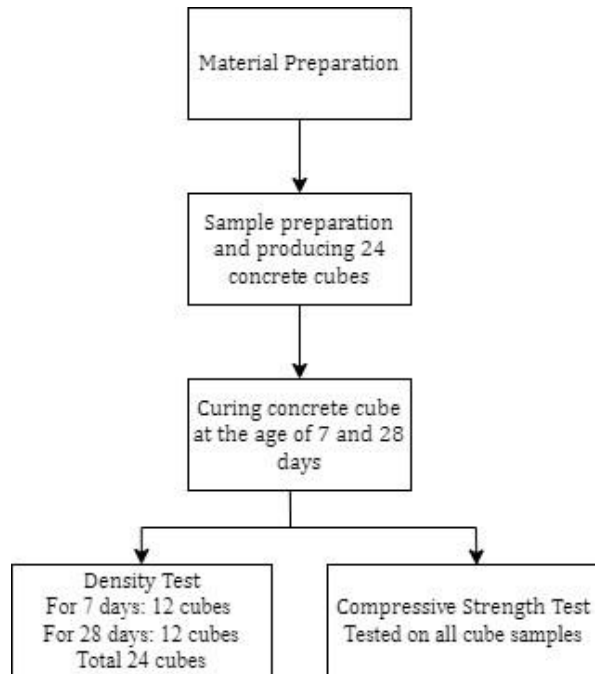 Material Preparation
Sample preparation
and producing 24
concrete cubes
Curing concrete cube
at the age of 7 and 28
days
Density Test
For 7 days: 12 cubes
For 28 days: 12 cubes
Total 24 cubes
Compressive Strength Test
Tested on all cube samples